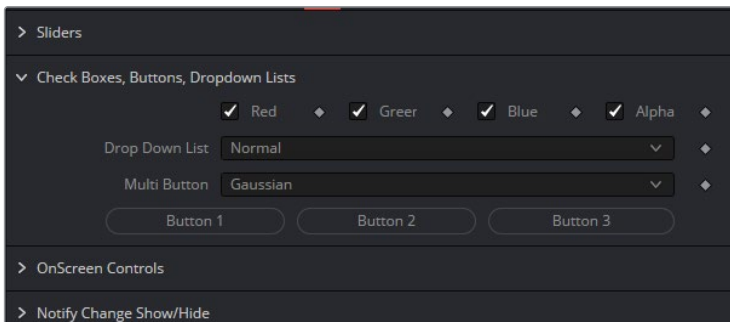 Sliders
Check Boxes, Buttons, Dropdown Lists
Red Greer Blue Alpha
Drop Down List Normal
Multi Button Gaussian
Button 1 Button 2 Button 3
OnScreen Controls
Notify Change Show/Hide